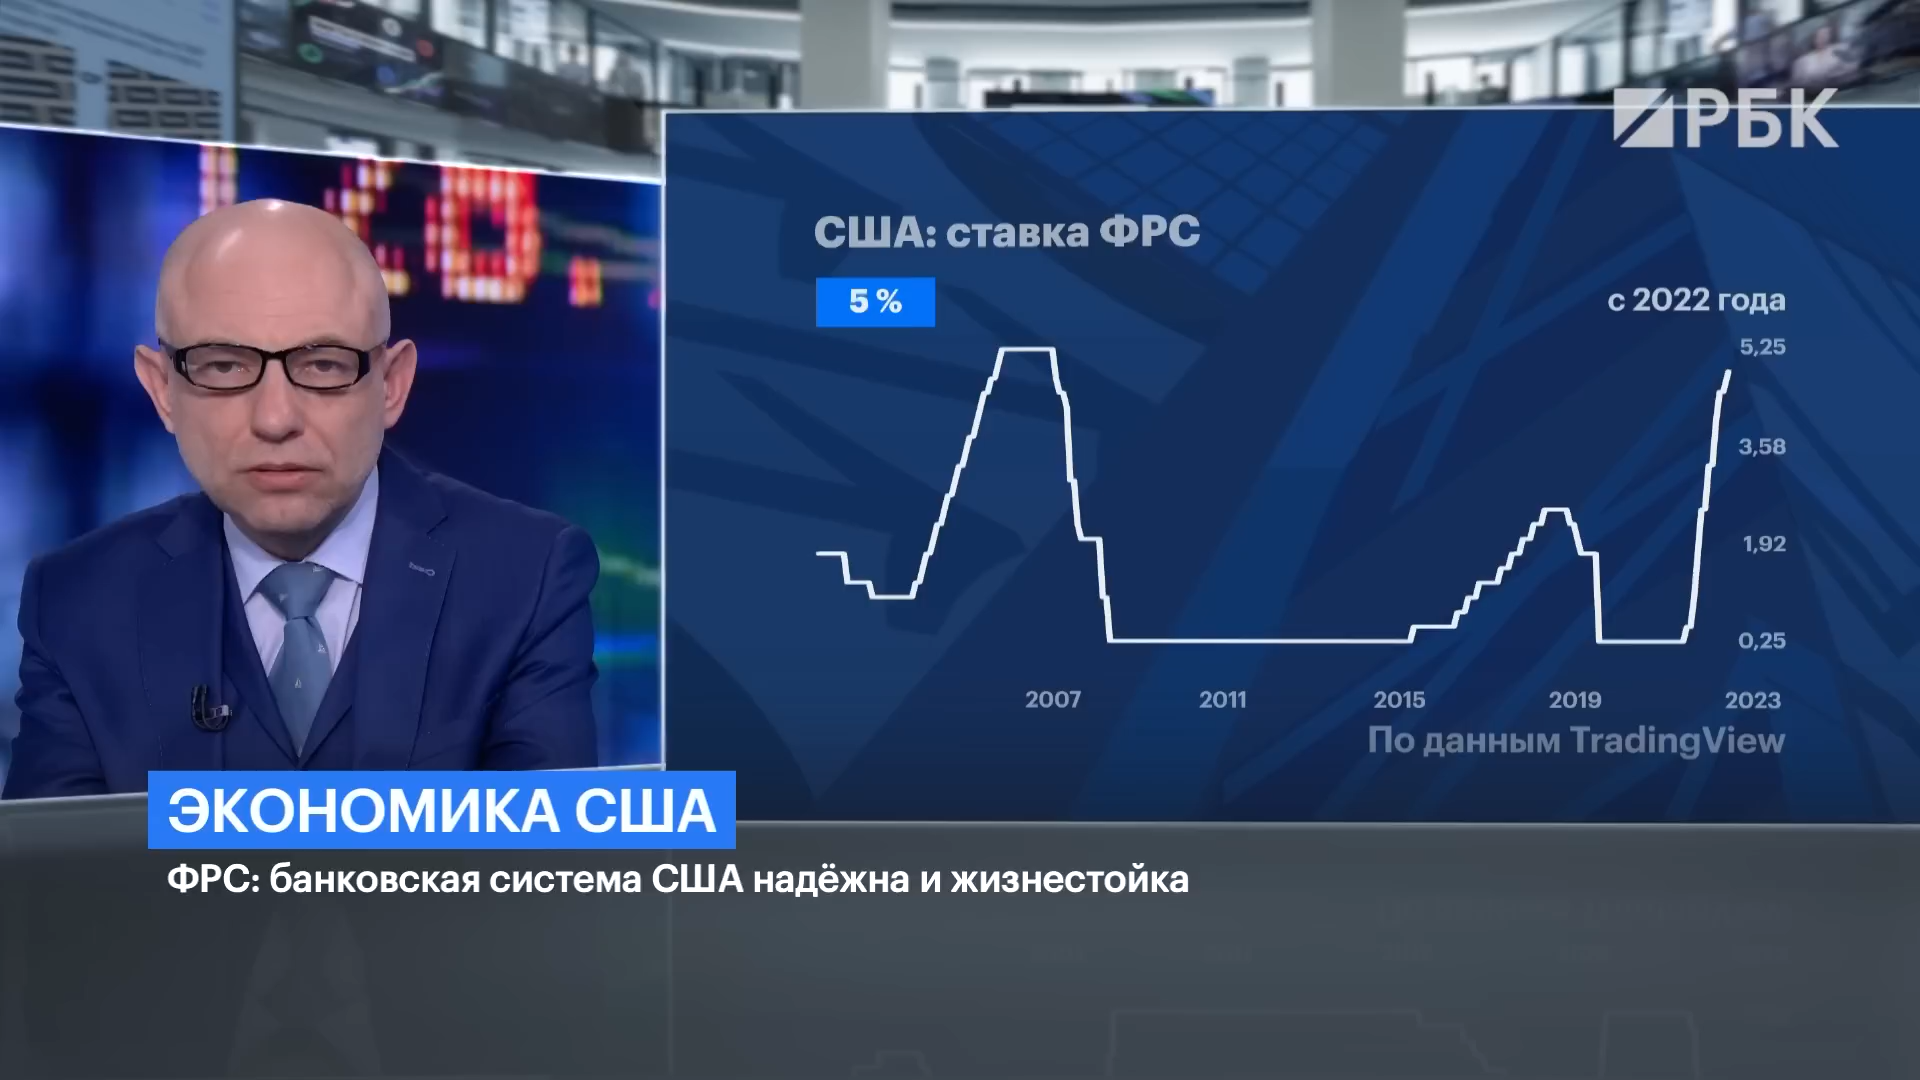 РБК
США: ставка ФРС
5 %
с 2022 года
5,25
3,58
1,92
0,25
2007 2011 2015 2019 2023
По данным TradingView
ЭКОНОМИКА США
ФРС: банковская система США надёжна и жизнестойка